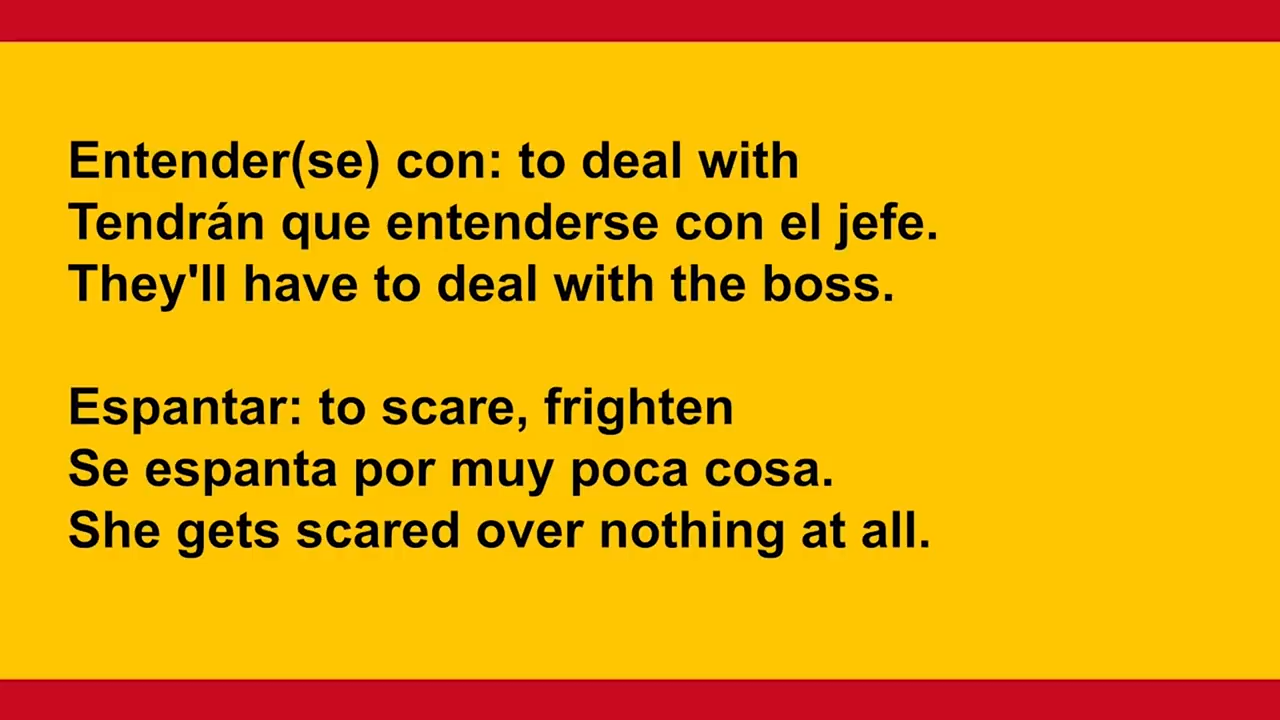 Entender(se) con: to deal with
Tendrán que entenderse con el jefe.
They'll have to deal with the boss.
Espantar: to scare, frighten
Se espanta por muy poca cosa.
She gets scared over nothing at all.